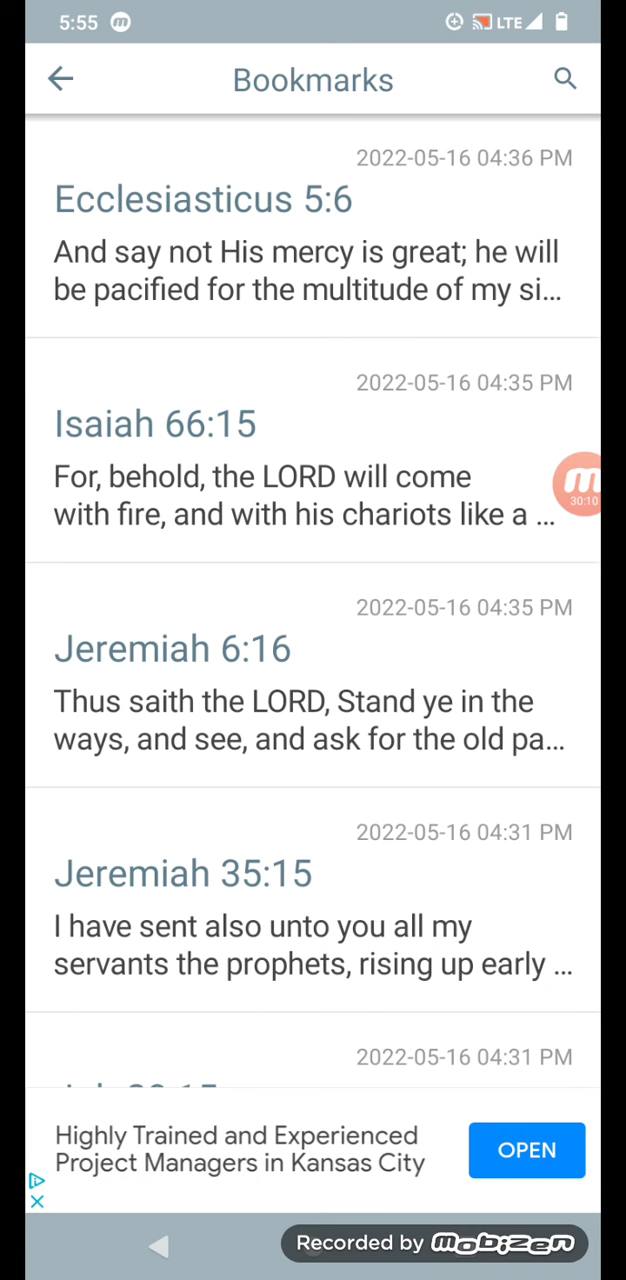 5:55 m LTE
Bookmarks
2022-05-16 04:36 PM
Ecclesiasticus 5:6
And say not His mercy is great; he will
be pacified for the multitude of my si...
2022-05-16 04:35 PM
Isaiah 66:15
For, behold, the LORD will come
with fire, and with his chariots like a ...
m
30:10
2022-05-16 04:35 PM
Jeremiah 6:16
Thus saith the LORD, Stand ye in the
ways, and see, and ask for the old pa...
2022-05-16 04:31 PM
Jeremiah 35:15
I have sent also unto you all my
servants the prophets, rising up early ...
2022-05-16 04:31 PM
Highly Trained and Experienced
Project Managers in Kansas City
OPEN
Recorded by mobizen